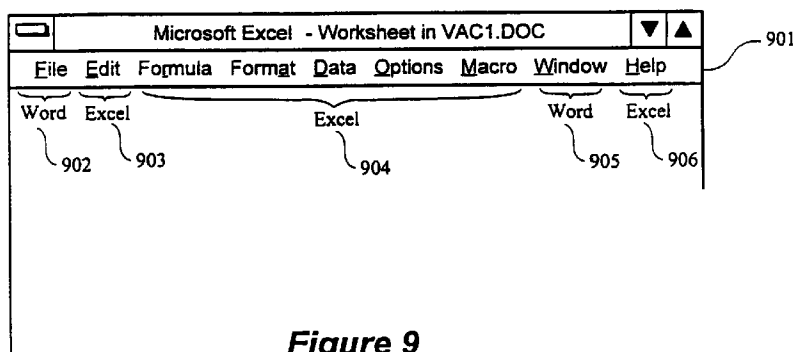 Microsoft Excel - Worksheet in VAC1.DOC
File Edit Formula Format Data Options Macro Window Help
901
Word Excel Excel Word Excel
902 903 904 905 906
Figure 9